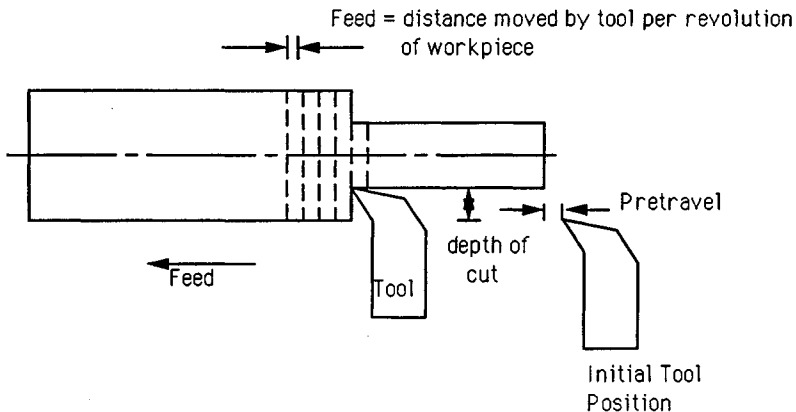 Feed = distance moved by tool per revolution
of workpiece
Pretravel
depth of
cut
Feed
Tool
Initial Tool
Position